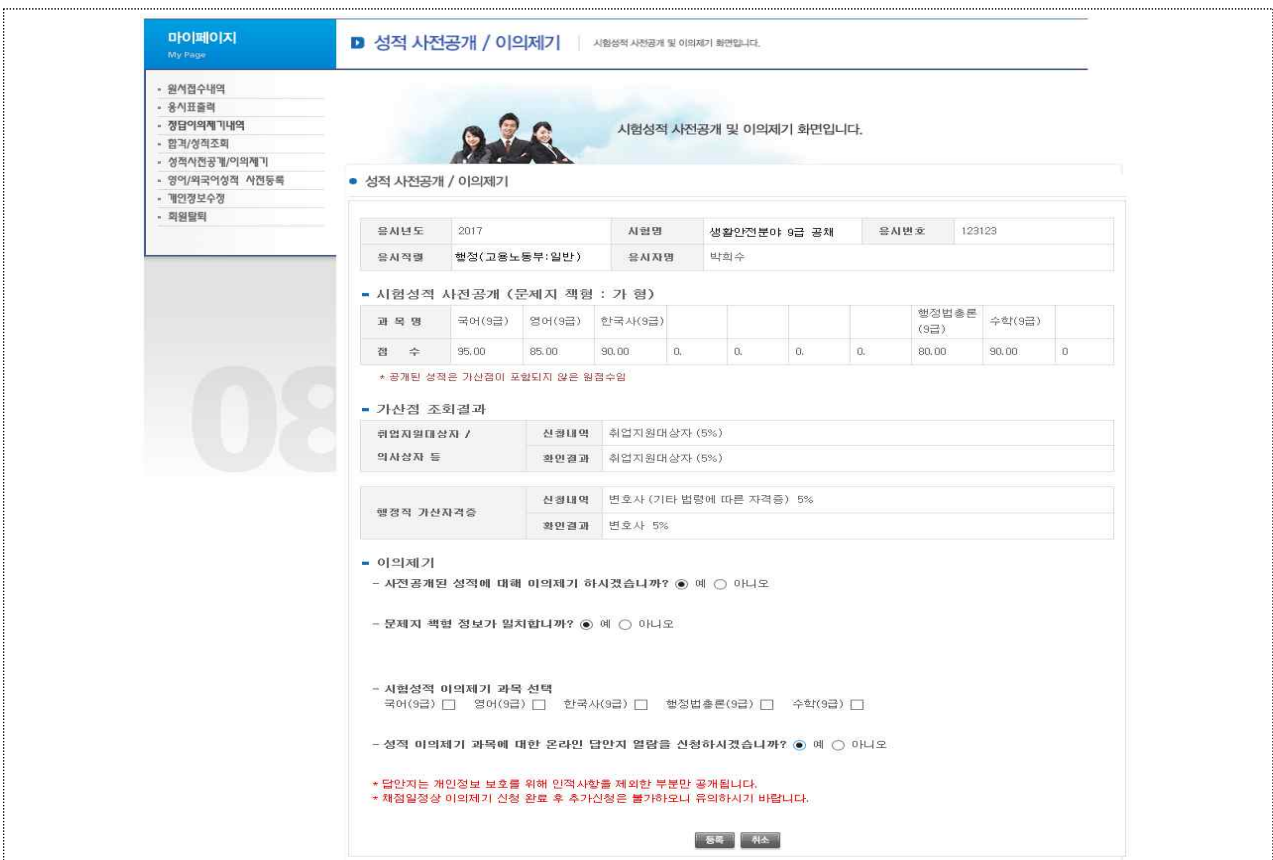 마이페이지
My Page
성적 사전공개 / 이의제기
시험성적 사전공개 및 이의제기 화면입니다.
- 원서접수내역
- 응시표출력
- 정답이의제기내역
- 합격/성적조회
- 성적사전공개/이의제기
- 영어/외국어성적 사전등록
- 개인정보수정
- 회원탈퇴
08
시험성적 사전공개 및 이의제기 화면입니다.
성적 사전공개 / 이의제기
응시년도 2017 시험명 생활안전분야 9급 공채 응시번호 123123
응시직렬 행정(고용노동부:일반) 응시자명 박희수
시험성적 사전공개 (문제지 책형 : 가 형)
과 목 명 국어(9급) 영어(9급) 한국사(9급) 행정법총론(9급) 수학(9급)
점 수 95.00 85.00 90.00 0. 0. 0. 0. 80.00 90.00 0
* 공개된 성적은 가산점이 포함되지 않은 원점수임
가산점 조회결과
취업지원대상자 / 의사상자 등
신청내역 취업지원대상자 (5%)
확인결과 취업지원대상자 (5%)
행정직 가산자격증
신청내역 변호사 (기타 법령에 따른 자격증) 5%
확인결과 변호사 5%
이의제기
- 사전공개된 성적에 대해 이의제기 하시겠습니까? 예 아니오
- 문제지 책형 정보가 일치합니까? 예 아니오
- 시험성적 이의제기 과목 선택
국어(9급) 영어(9급) 한국사(9급) 행정법총론(9급) 수학(9급)
- 성적 이의제기 과목에 대한 온라인 답안지 열람을 신청하시겠습니까? 예 아니오
* 답안지는 개인정보 보호를 위해 인적사항을 제외한 부분만 공개됩니다.
* 채점일정상 이의제기 신청 완료 후 추가신청은 불가하오니 유의하시기 바랍니다.
등록 취소